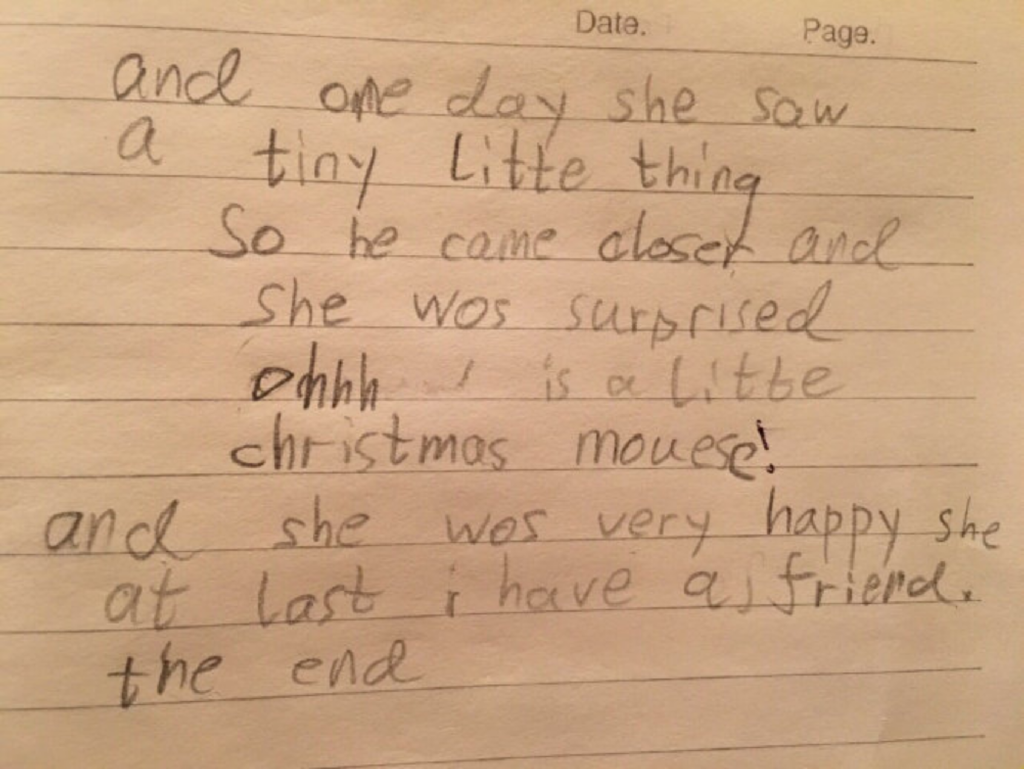 Date. Page.
and one day she saw
a tiny Litte thing
So he came closer and
She wos surprised
Ohhh is a Litte
christmas mouese!
and she wos very happy she
at last i have a friend.
the end